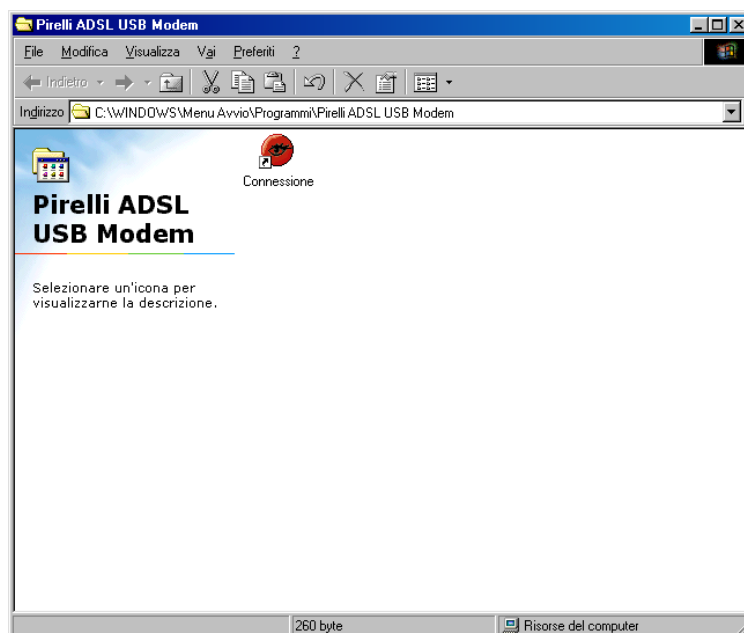 Pirelli ADSL USB Modem
File Modifica Visualizza Vai Preferiti ?
Indietro
Indirizzo C:\WINDOWS\Menu Avvio\Programmi\Pirelli ADSL USB Modem
Connessione
Pirelli ADSL
USB Modem
Selezionare un'icona per
visualizzarne la descrizione.
260 byte Risorse del computer